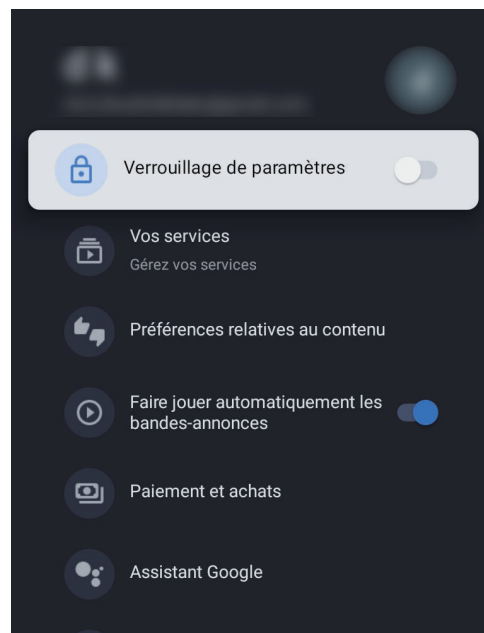 Verrouillage de paramètres
Vos services
Gérez vos services
Préférences relatives au contenu
Faire jouer automatiquement les
bandes-annonces
Paiement et achats
Assistant Google